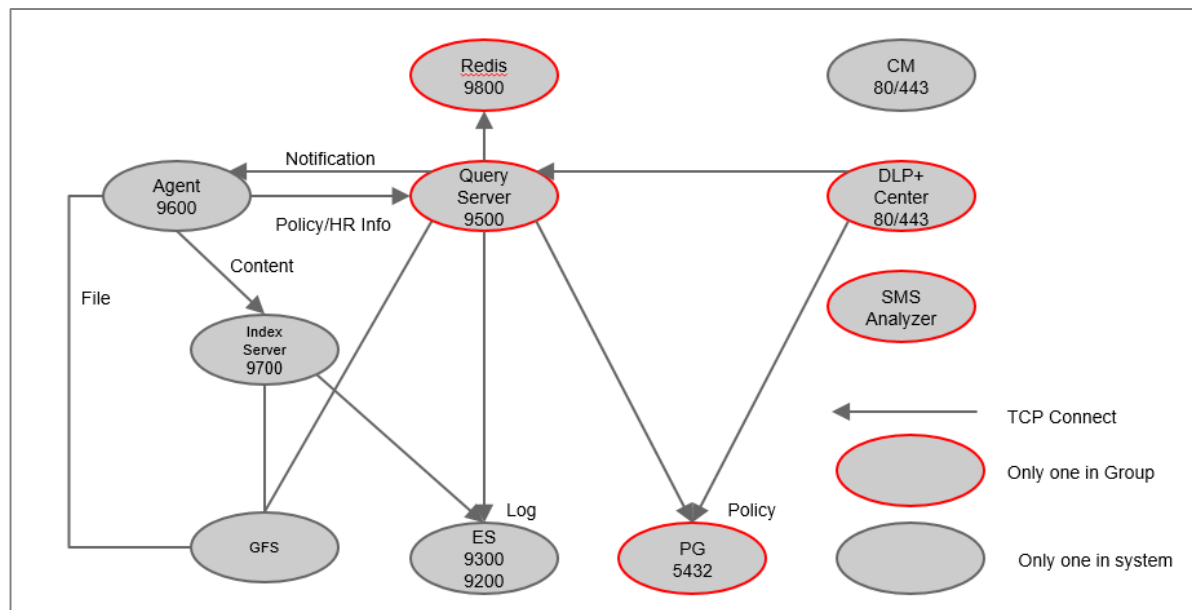 Redis
9800
CM
80/443
Notification
Agent
9600
Query
Server
9500
DLP+
Center
80/443
Policy/HR Info
Content
File
Index
Server
9700
SMS
Analyzer
TCP Connect
Only one in Group
Log
Policy
GFS
ES
9300
9200
PG
5432
Only one in system